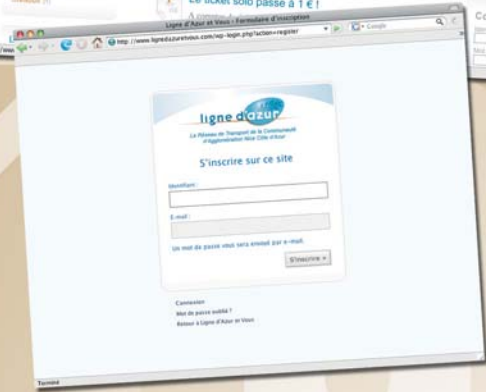 Le ticket solo passe à 1 € !
Ligne d'Azur et Vous - Formulaire d'inscription
http://www.lignedazuretvous.com/wp-login.php?action=register
Google
ligne d'azur
Le Réseau de Transport de la Communauté
d'Agglomération Nice Côte d'Azur
S'inscrire sur ce site
Identifiant :
E-mail :
Un mot de passe vous sera envoyé par e-mail.
S'inscrire »
Connexion
Mot de passe oublié ?
Retour à Ligne d'Azur et Vous
Terminé